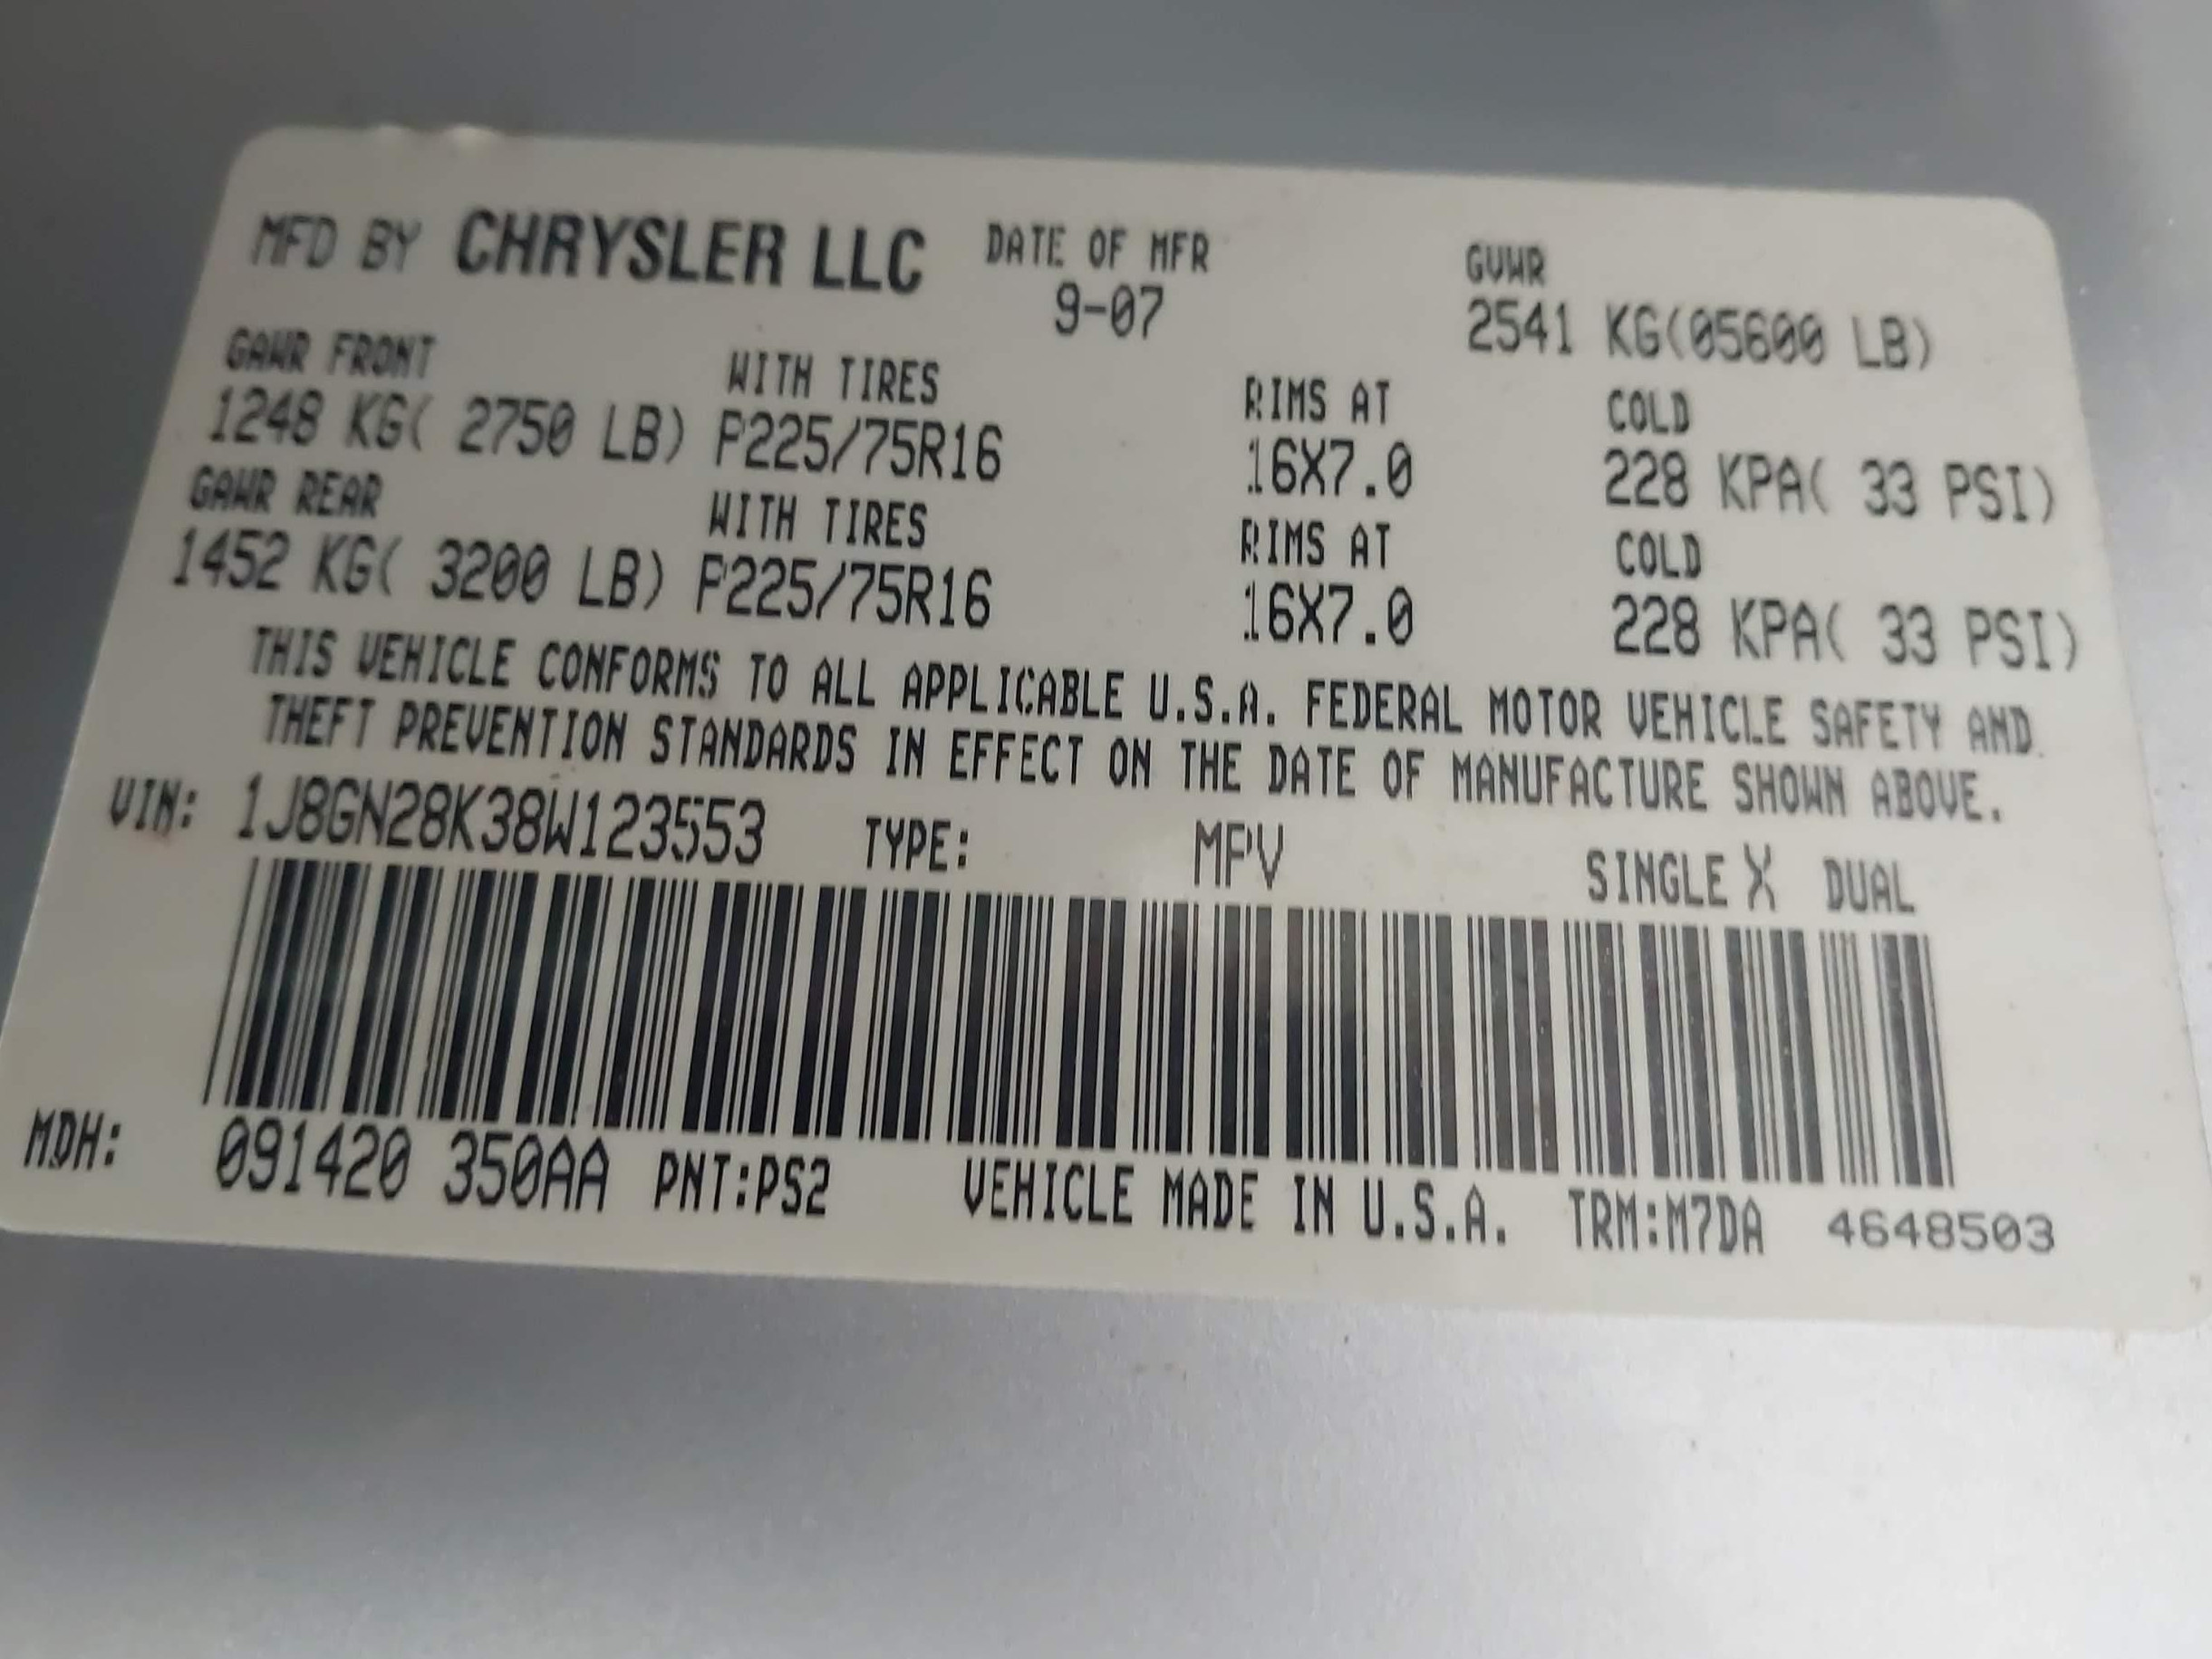 MFD BY CHRYSLER LLC DATE OF MFR GVWR
9-07 2541 KG(05600 LB)
GAWR FRONT WITH TIRES RIMS AT COLD
1248 KG( 2750 LB) P225/75R16 16X7.0 228 KPA( 33 PSI)
GAWR REAR WITH TIRES RIMS AT COLD
1452 KG( 3200 LB) P225/75R16 16X7.0 228 KPA( 33 PSI)
THIS VEHICLE CONFORMS TO ALL APPLICABLE U.S.A. FEDERAL MOTOR VEHICLE SAFETY AND
THEFT PREVENTION STANDARDS IN EFFECT ON THE DATE OF MANUFACTURE SHOWN ABOVE.
VIN: 1J8GN28K38W123553 TYPE: MPV SINGLE X DUAL
MDH: 091420 350AA PNT:PS2 VEHICLE MADE IN U.S.A. TRM:M7DA 4648503